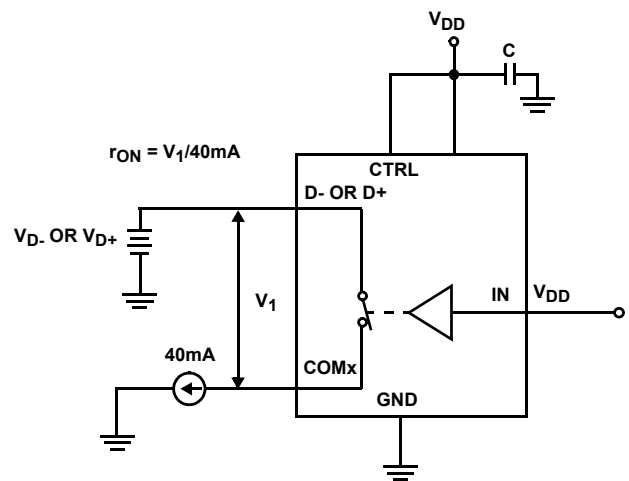 VDD
C
rON = V1/40mA
CTRL
D- OR D+
VD- OR VD+
V1
IN
VDD
40mA
COMx
GND